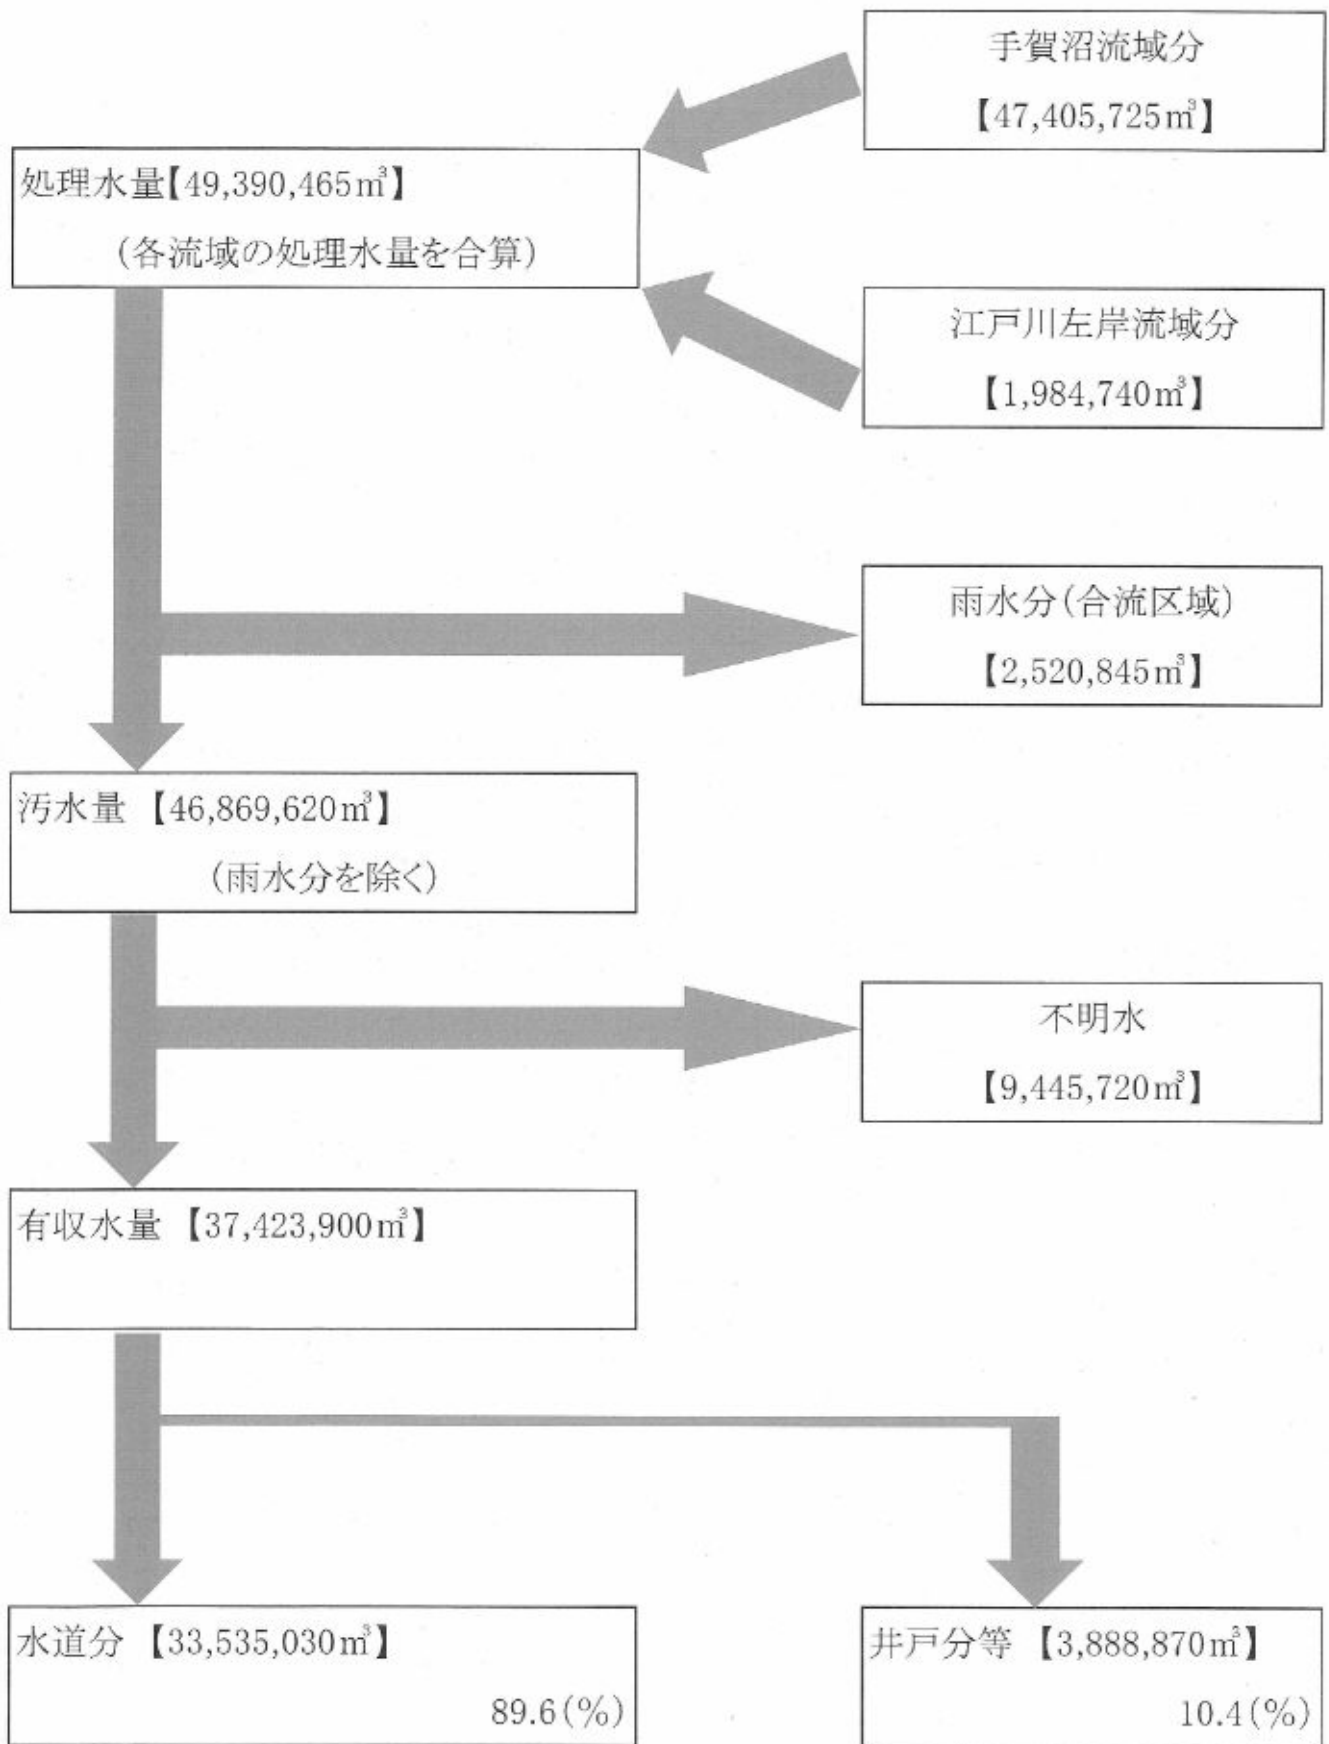 手賀沼流域分
【47,405,725㎥】
処理水量【49,390,465㎥】
(各流域の処理水量を合算)
江戸川左岸流域分
【1,984,740㎥】
雨水分(合流区域)
【2,520,845㎥】
汚水量 【46,869,620㎥】
(雨水分を除く)
不明水
【9,445,720㎥】
有収水量 【37,423,900㎥】
水道分 【33,535,030㎥】
89.6(%)
井戸分等 【3,888,870㎥】
10.4(%)